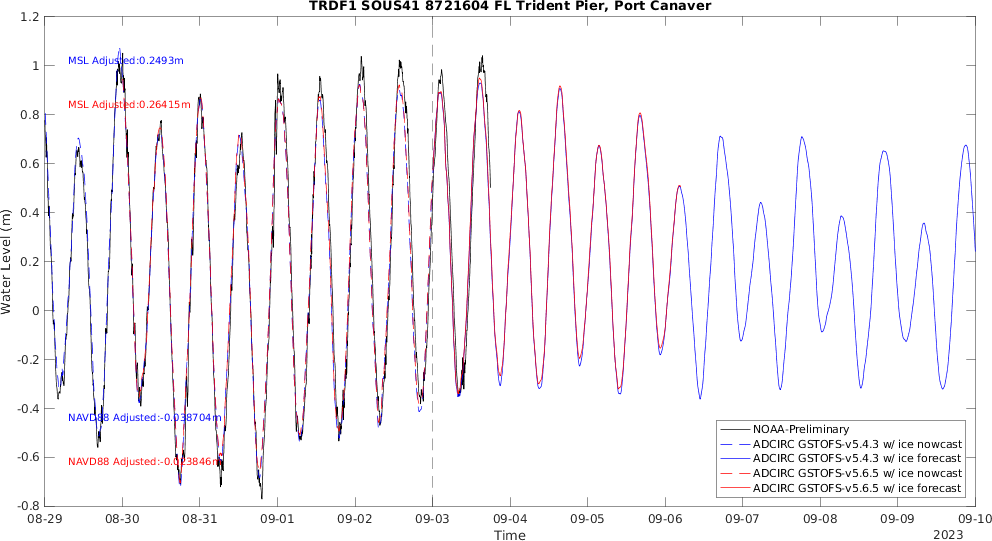 TRDF1 SOUS41 8721604 FL Trident Pier, Port Canaver
1.2
1
0.8
0.6
0.4
0.2
0
-0.2
-0.4
-0.6
-0.8
Water Level (m)
MSL Adjusted:0.2493m
MSL Adjusted:0.26415m
NAVD88 Adjusted:-0.038704m
NAVD88 Adjusted:-0.023846m
NOAA-Preliminary
ADCIRC GSTOFS-v5.4.3 w/ ice nowcast
ADCIRC GSTOFS-v5.4.3 w/ ice forecast
ADCIRC GSTOFS-v5.6.5 w/ ice nowcast
ADCIRC GSTOFS-v5.6.5 w/ ice forecast
08-29 08-30 08-31 09-01 09-02 09-03 09-04 09-05 09-06 09-07 09-08 09-09 09-10
Time
2023